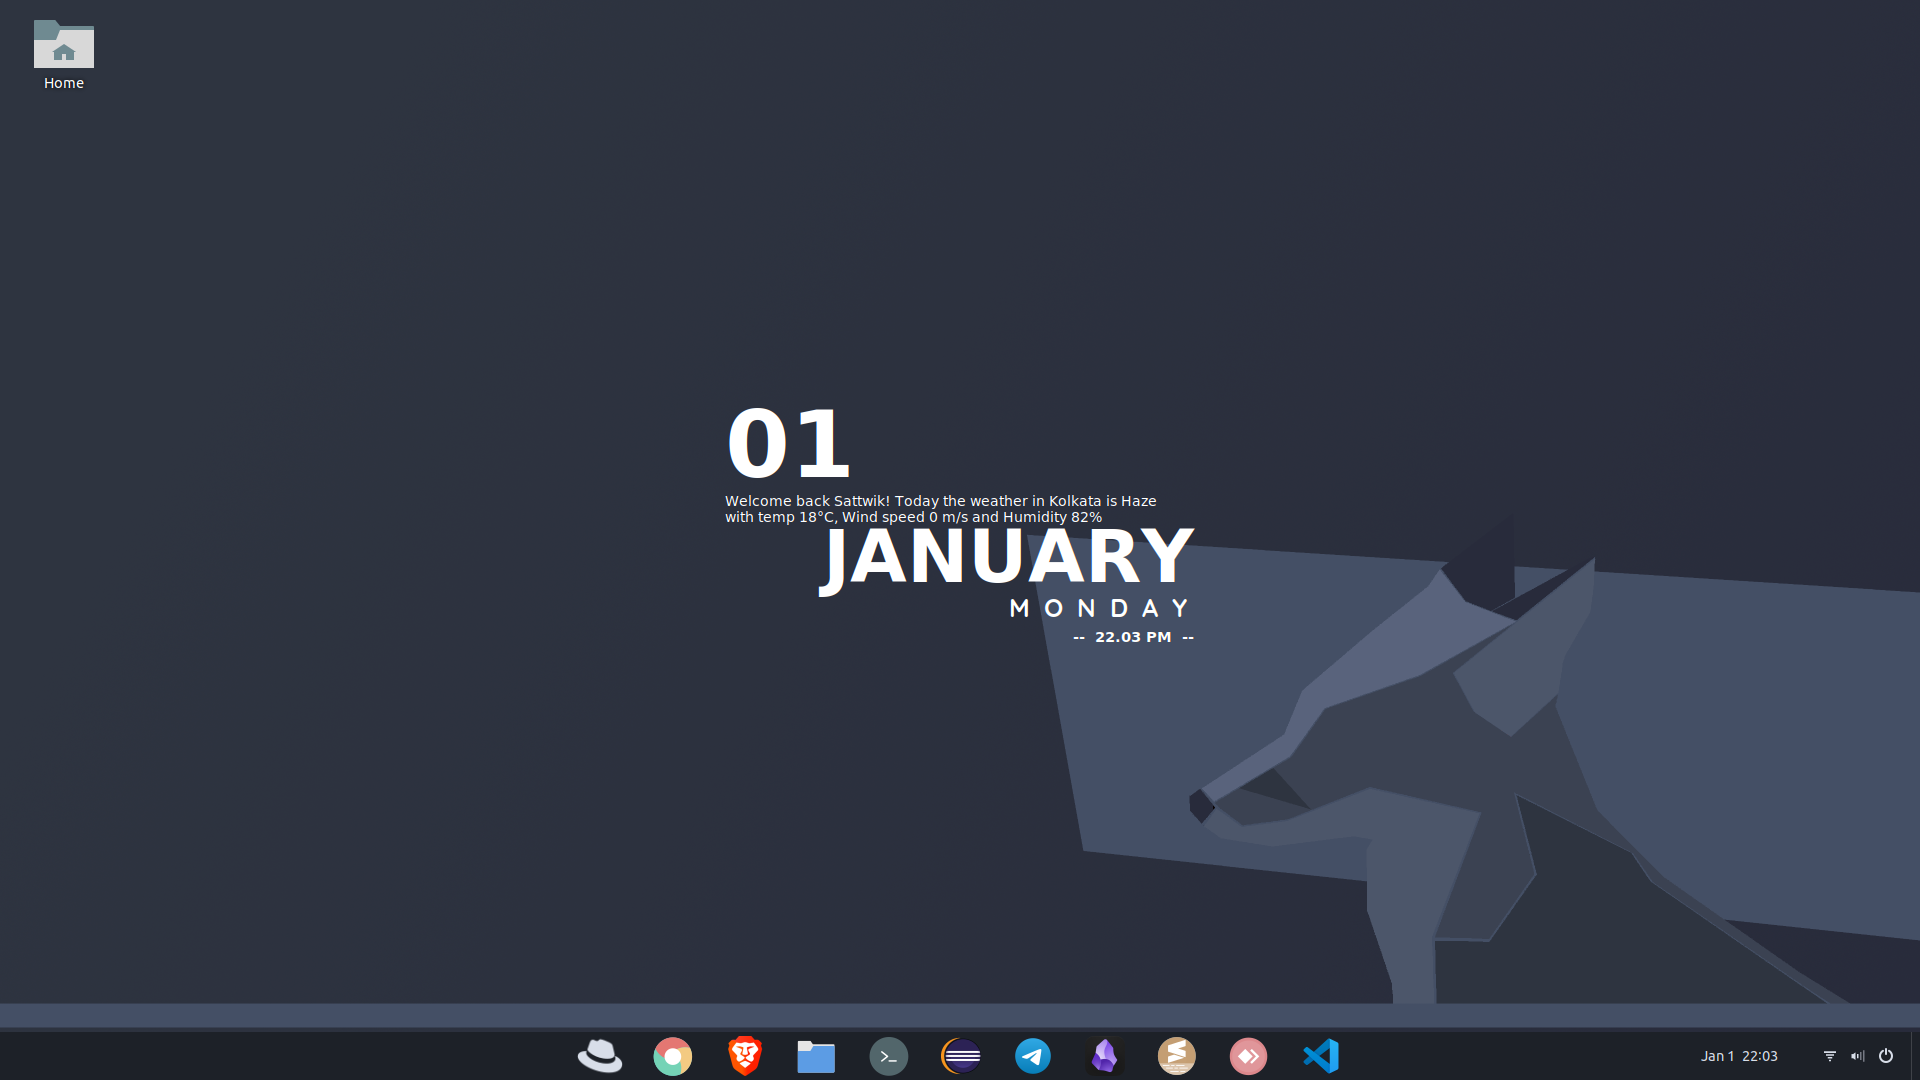 Home
01
Welcome back Sattwik! Today the weather in Kolkata is Haze
with temp 18°C, Wind speed 0 m/s and Humidity 82%
JANUARY
MONDAY
-- 22.03 PM --
Jan 1 22:03